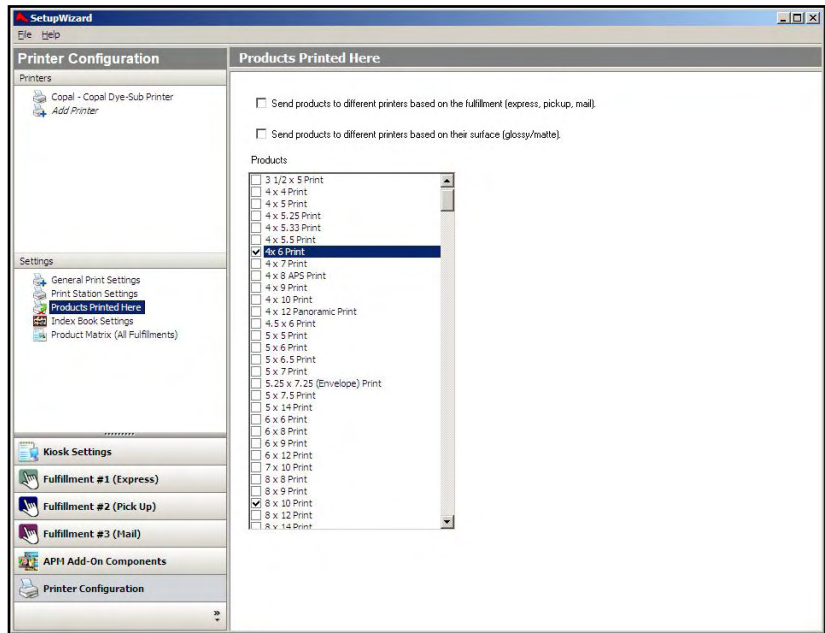 SetupWizard
File Help
Printer Configuration
Printers
Copal - Copal Dye-Sub Printer
Add Printer
Settings
General Print Settings
Print Station Settings
Products Printed Here
Index Book Settings
Product Matrix (All Fulfillments)
Kiosk Settings
Fulfillment #1 (Express)
Fulfillment #2 (Pick Up)
Fulfillment #3 (Mail)
APM Add-On Components
Printer Configuration
Products Printed Here
Send products to different printers based on the fulfillment (express, pickup, mail).
Send products to different printers based on their surface (glossy/matte).
Products
3 1/2 x 5 Print
4 x 4 Print
4 x 5 Print
4 x 5.25 Print
4 x 5.33 Print
4 x 5.5 Print
4x 6 Print
4 x 7 Print
4 x 8 APS Print
4 x 9 Print
4 x 10 Print
4 x 12 Panoramic Print
4.5 x 6 Print
5 x 5 Print
5 x 6 Print
5 x 6.5 Print
5 x 7 Print
5.25 x 7.25 (Envelope) Print
5 x 7.5 Print
5 x 14 Print
6 x 6 Print
6 x 8 Print
6 x 9 Print
6 x 12 Print
7 x 10 Print
8 x 8 Print
8 x 9 Print
8 x 10 Print
8 x 12 Print
8 x 14 Print